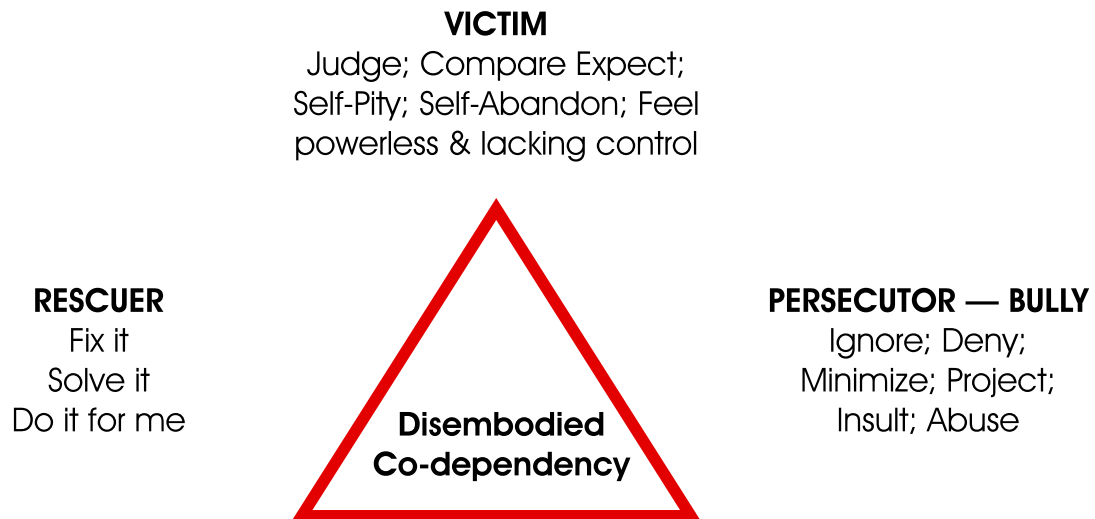 VICTIM
Judge; Compare Expect;
Self-Pity; Self-Abandon; Feel
powerless & lacking control
RESCUER
Fix it
Solve it
Do it for me
PERSECUTOR — BULLY
Ignore; Deny;
Minimize; Project;
Insult; Abuse
Disembodied
Co-dependency